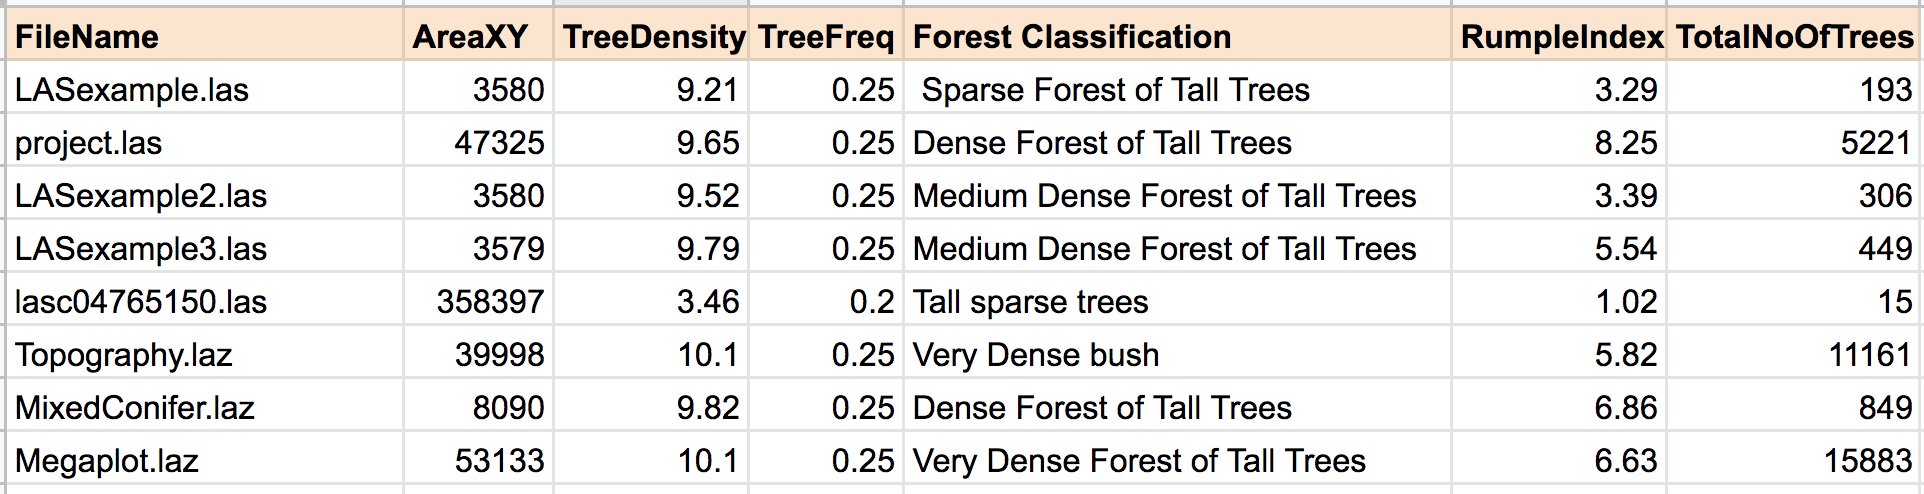 FileName AreaXY TreeDensity TreeFreq Forest Classification RumpleIndex TotalNoOfTrees
LASexample.las 3580 9.21 0.25 Sparse Forest of Tall Trees 3.29 193
project.las 47325 9.65 0.25 Dense Forest of Tall Trees 8.25 5221
LASexample2.las 3580 9.52 0.25 Medium Dense Forest of Tall Trees 3.39 306
LASexample3.las 3579 9.79 0.25 Medium Dense Forest of Tall Trees 5.54 449
lasc04765150.las 358397 3.46 0.2 Tall sparse trees 1.02 15
Topography.laz 39998 10.1 0.25 Very Dense bush 5.82 11161
MixedConifer.laz 8090 9.82 0.25 Dense Forest of Tall Trees 6.86 849
Megaplot.laz 53133 10.1 0.25 Very Dense Forest of Tall Trees 6.63 15883